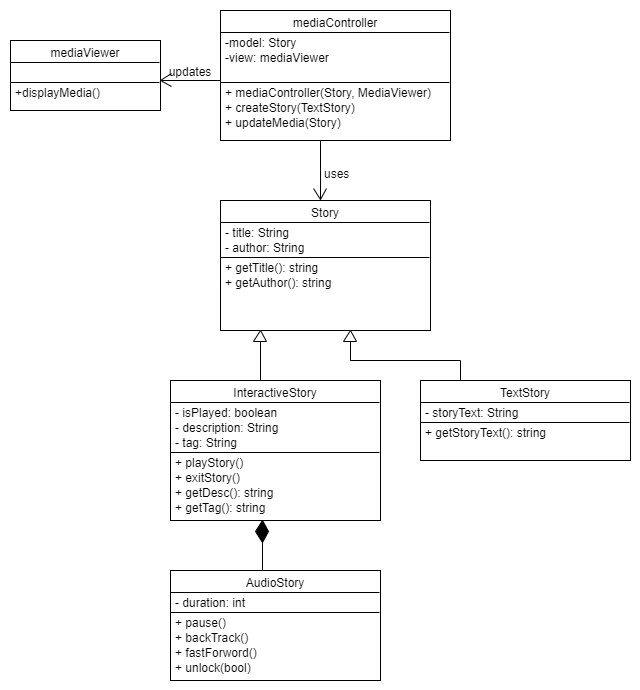 mediaController
-model: Story
-view: mediaViewer
+ mediaController(Story, MediaViewer)
+ createStory(TextStory)
+ updateMedia(Story)
mediaViewer
+displayMedia()
updates
uses
Story
- title: String
- author: String
+ getTitle(): string
+ getAuthor(): string
InteractiveStory
- isPlayed: boolean
- description: String
- tag: String
+ playStory()
+ exitStory()
+ getDesc(): string
+ getTag(): string
TextStory
- storyText: String
+ getStoryText(): string
AudioStory
- duration: int
+ pause()
+ backTrack()
+ fastForword()
+ unlock(bool)